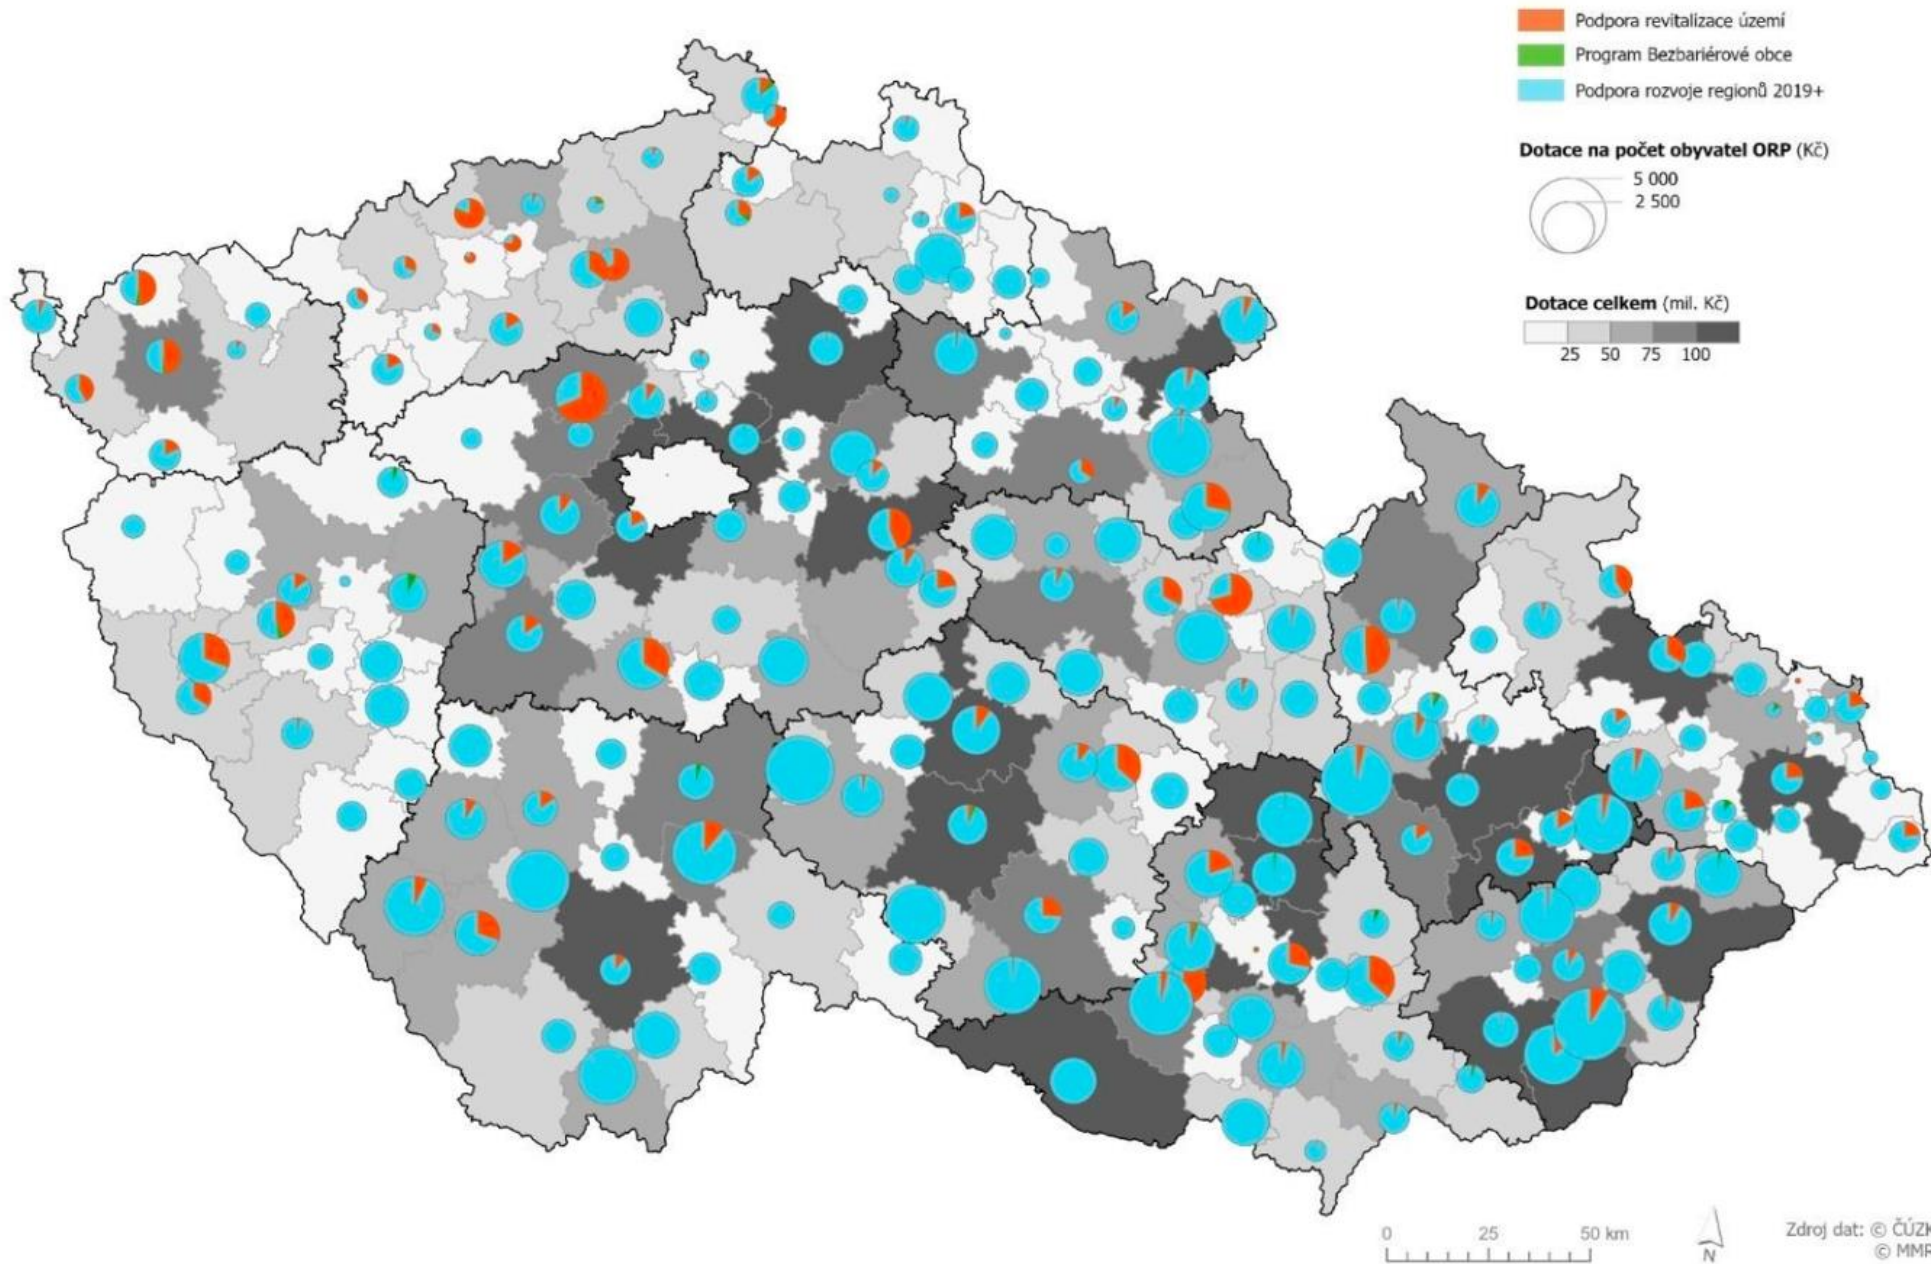 Podpora revitalizace území
Program Bezbariérové obce
Podpora rozvoje regionů 2019+
Dotace na počet obyvatel ORP (Kč)
5 000
2 500
Dotace celkem (mil. Kč)
25 50 75 100
0 25 50 km
N
Zdroj dat: © ČÚZK
© MMR